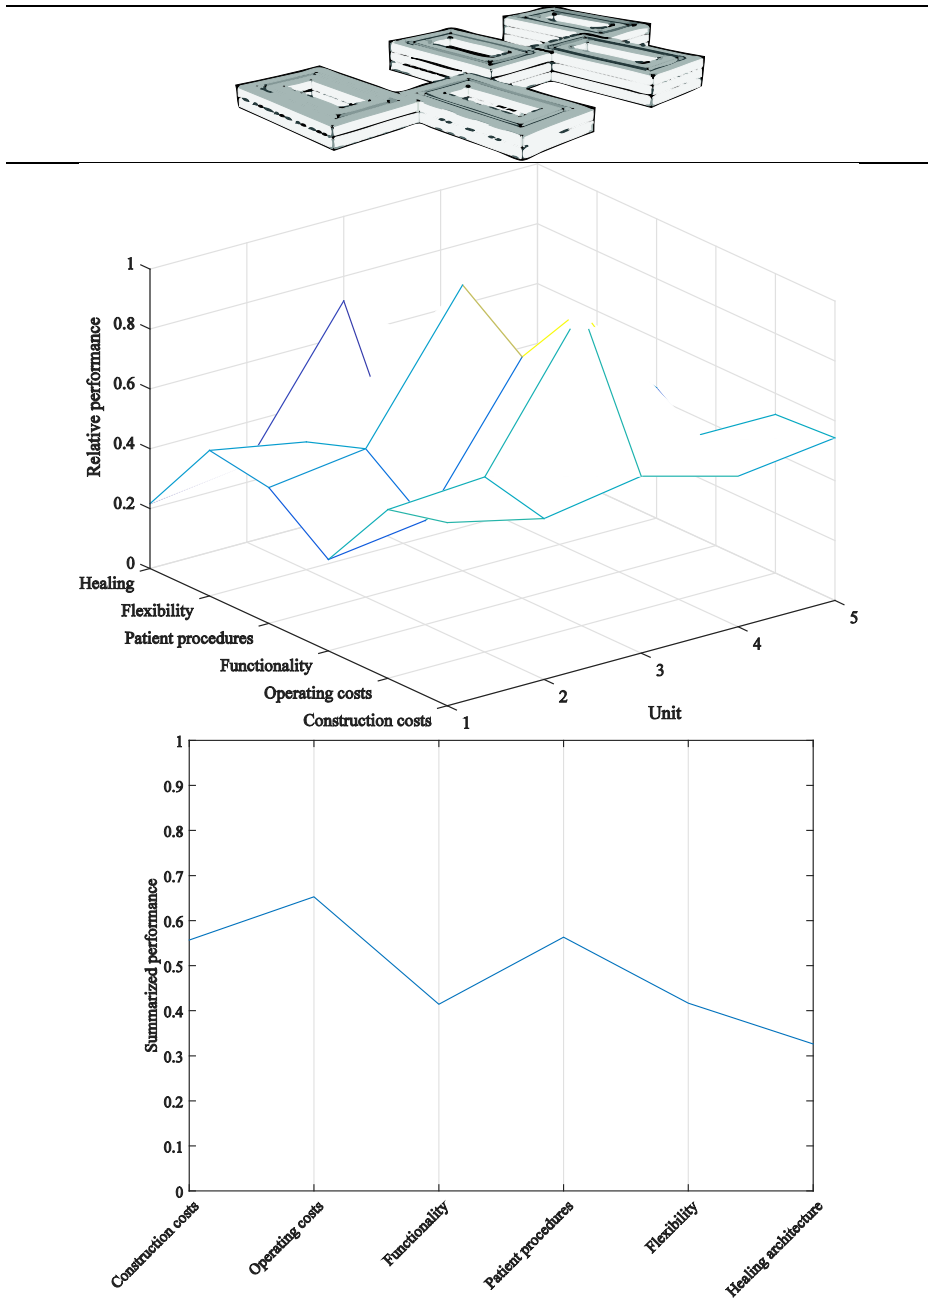 1
0.8
0.6
0.4
0.2
0
Relative performance
Healing
Flexibility
Patient procedures
Functionality
Operating costs
Construction costs
1
2
3
4
5
Unit
1
0.9
0.8
0.7
0.6
0.5
0.4
0.3
0.2
0.1
0
Summarized performance
Construction costs
Operating costs
Functionality
Patient procedures
Flexibility
Healing architecture